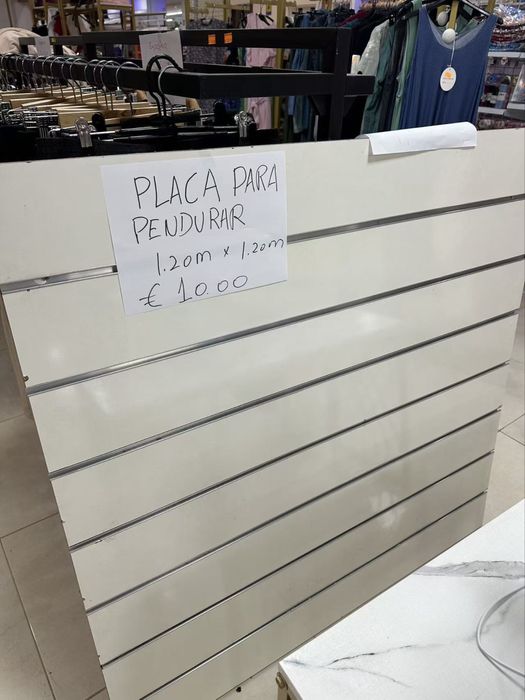 PLACA PARA
PENDURAR
1.20m x 1.20m
€ 10.00